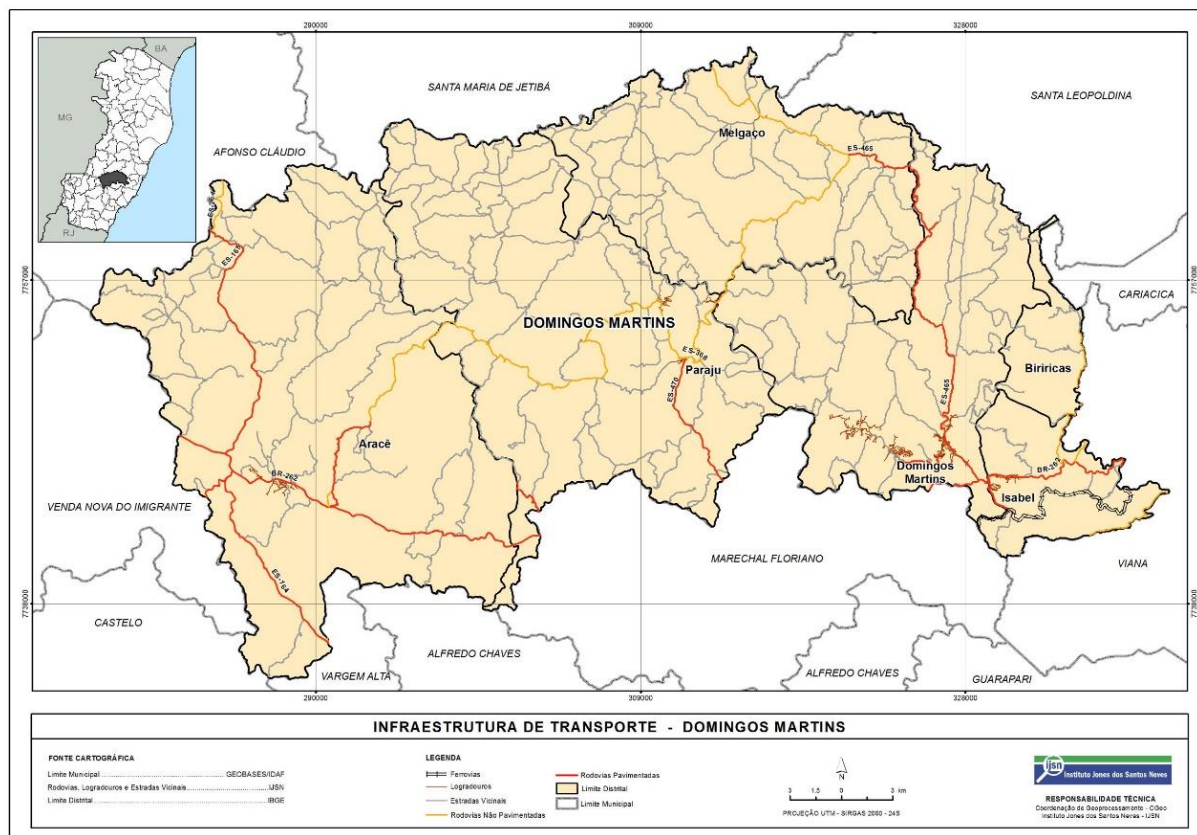 290000
309000
328000
BA
MG
RJ
SANTA MARIA DE JETIBÁ
SANTA LEOPOLDINA
AFONSO CLÁUDIO
Melgaço
ES-465
ES-165
7757000
7757000
CARIACICA
DOMINGOS MARTINS
ES-368
Paraju
ES-470
ES-465
Biriricas
Aracê
BR-262
Domingos
Martins
BR-262
Isabel
VENDA NOVA DO IMIGRANTE
MARECHAL FLORIANO
VIANA
ES-164
7738000
7738000
CASTELO
ALFREDO CHAVES
VARGEM ALTA
ALFREDO CHAVES
GUARAPARI
290000
309000
328000
INFRAESTRUTURA DE TRANSPORTE - DOMINGOS MARTINS
FONTE CARTOGRÁFICA
Limite Municipal ........ GEOBASES/IDAF
Rodovias, Logradouros e Estradas Vicinais ........ IJSN
Limite Distrital ........ IBGE
LEGENDA
Ferrovias
Logradouros
Estradas Vicinais
Rodovias Não Pavimentadas
Rodovias Pavimentadas
Limite Distrital
Limite Municipal
N
3 1,5 0 3 km
PROJEÇÃO UTM - SIRGAS 2000 - 24S
ijsn Instituto Jones dos Santos Neves
RESPONSABILIDADE TÉCNICA
Coordenação de Geoprocessamento - CGeo
Instituto Jones dos Santos Neves - IJSN